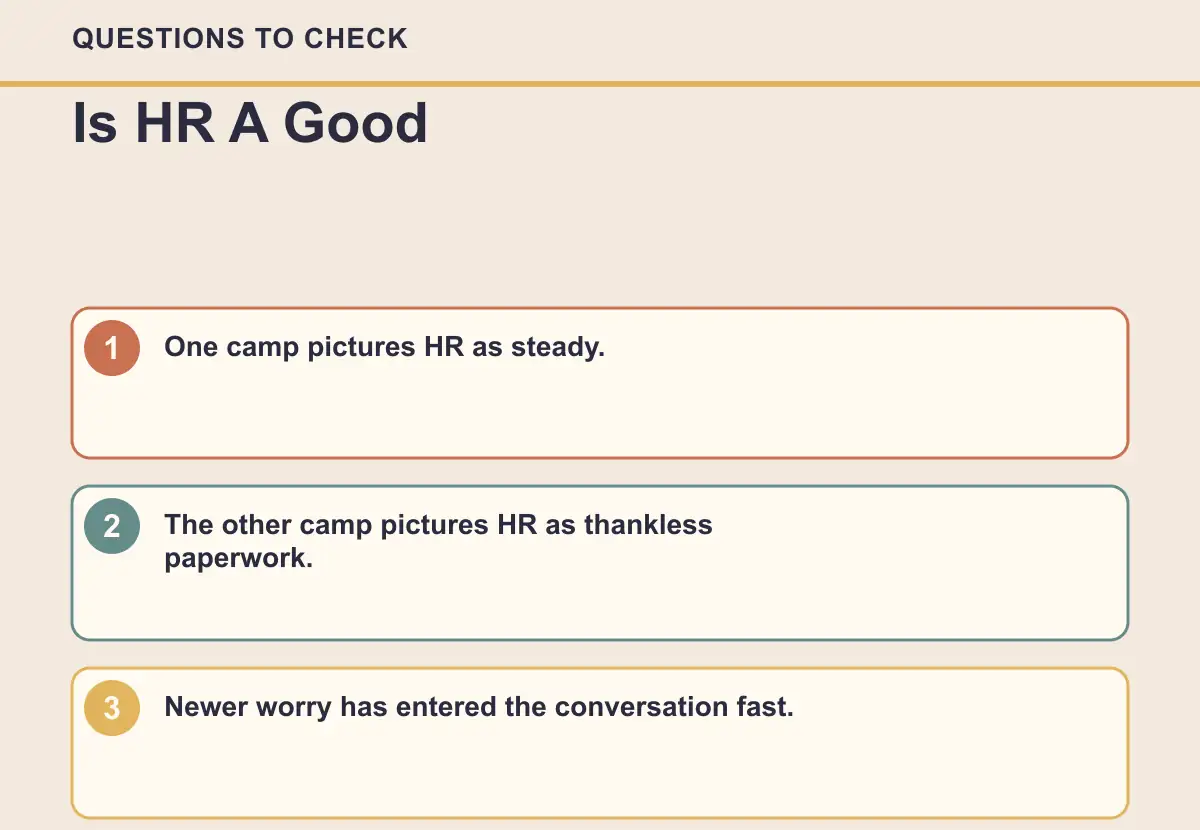 QUESTIONS TO CHECK
Is HR A Good
1
One camp pictures HR as steady.
2
The other camp pictures HR as thankless
paperwork.
3
Newer worry has entered the conversation fast.